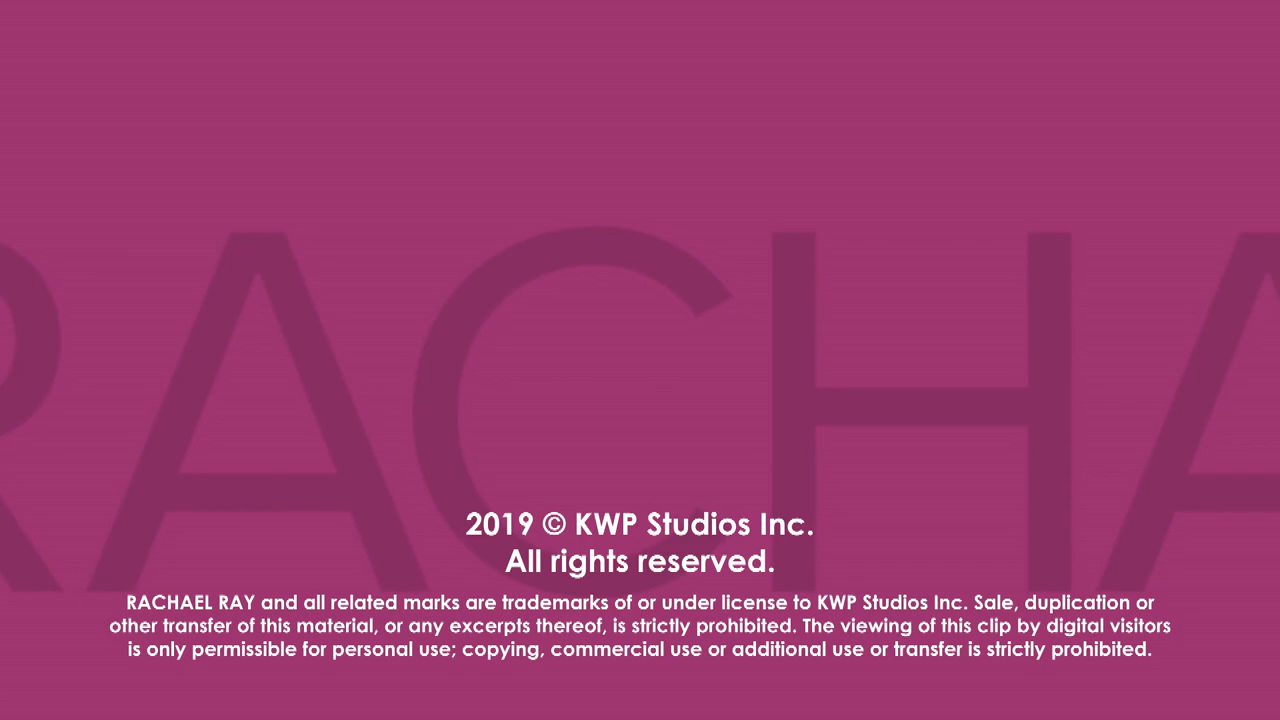 RACHA
2019 © KWP Studios Inc.
All rights reserved.
RACHAEL RAY and all related marks are trademarks of or under license to KWP Studios Inc. Sale, duplication or
other transfer of this material, or any excerpts thereof, is strictly prohibited. The viewing of this clip by digital visitors
is only permissible for personal use; copying, commercial use or additional use or transfer is strictly prohibited.